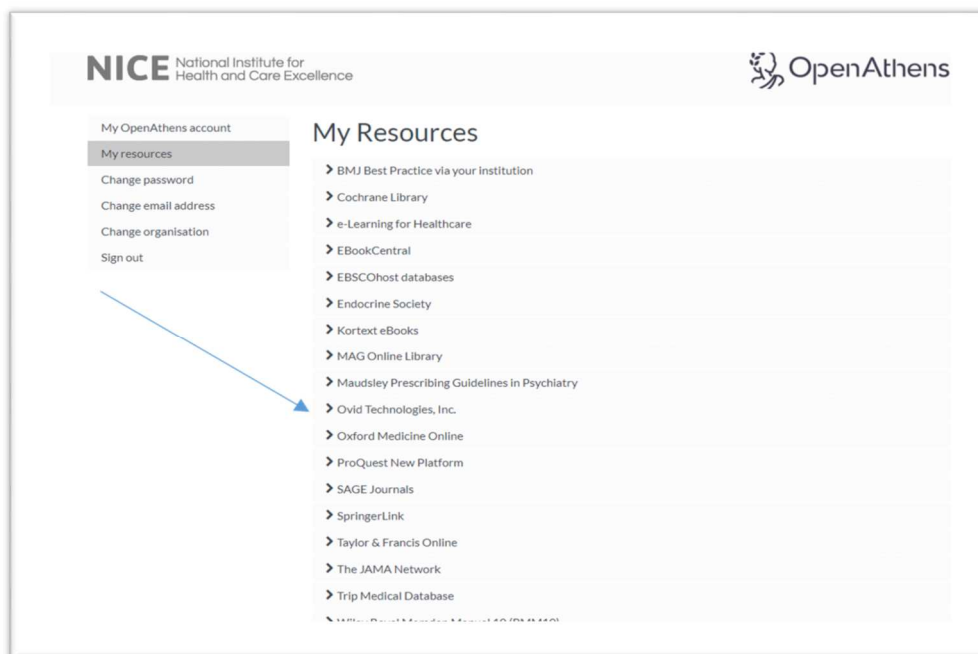 NICE National Institute for
Health and Care Excellence
OpenAthens
My OpenAthens account
My resources
Change password
Change email address
Change organisation
Sign out
My Resources
BMJ Best Practice via your institution
Cochrane Library
e-Learning for Healthcare
EBookCentral
EBSCOhost databases
Endocrine Society
Kortext eBooks
MAG Online Library
Maudsley Prescribing Guidelines in Psychiatry
Ovid Technologies, Inc.
Oxford Medicine Online
ProQuest New Platform
SAGE Journals
SpringerLink
Taylor & Francis Online
The JAMA Network
Trip Medical Database